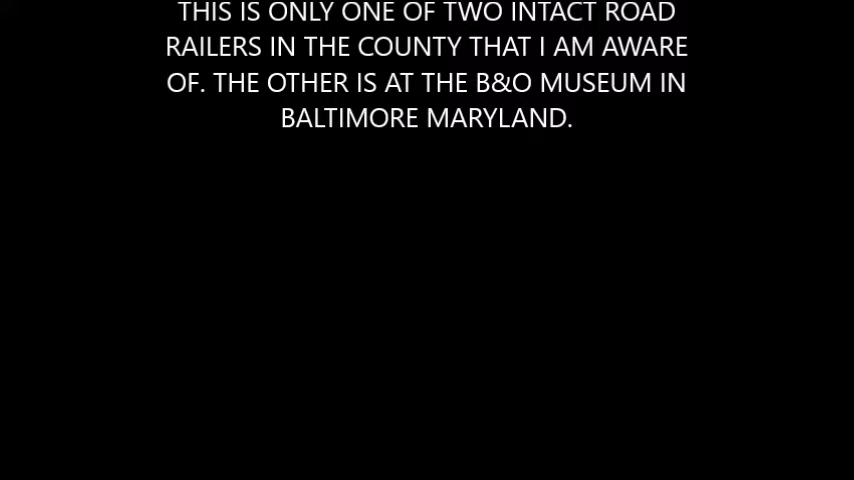 THIS IS ONLY ONE OF TWO INTACT ROAD
RAILERS IN THE COUNTY THAT I AM AWARE
OF. THE OTHER IS AT THE B&O MUSEUM IN
BALTIMORE MARYLAND.